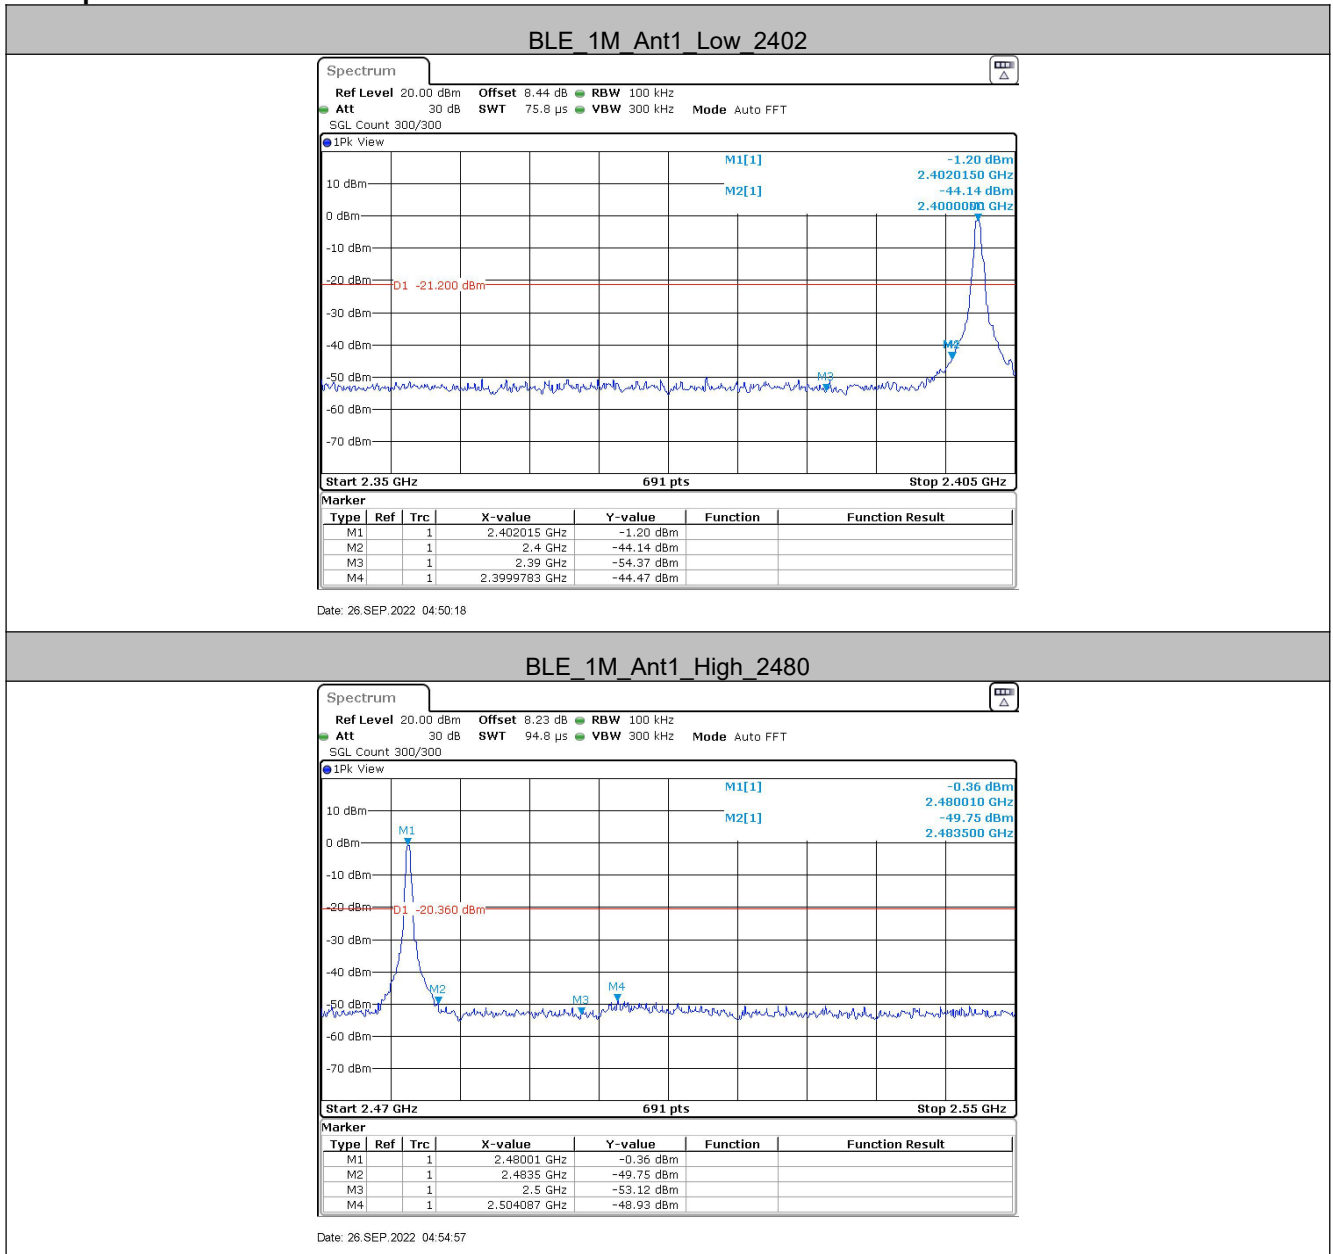 BLE_1M_Ant1_Low_2402
Spectrum
Ref Level 20.00 dBm Offset 8.44 dB RBW 100 kHz
Att 30 dB SWT 75.8 µs VBW 300 kHz Mode Auto FFT
SGL Count 300/300
1Pk View
M1[1] -1.20 dBm
2.4020150 GHz
10 dBm
M2[1] -44.14 dBm
GHz
M1
0 dBm
-10 dBm
-20 dBm
D1 -21.200 dBm
-30 dBm
-40 dBm
M2
-50 dBm
M3
-60 dBm
-70 dBm
Start 2.35 GHz 691 pts Stop 2.405 GHz
Marker
Type Ref Trc X-value Y-value Function Function Result
M1 1 2.402015 GHz -1.20 dBm
M2 1 2.4 GHz -44.14 dBm
M3 1 2.39 GHz -54.37 dBm
M4 1 2.3999783 GHz -44.47 dBm
Date: 26.SEP.2022 04:50:18
BLE_1M_Ant1_High_2480
Spectrum
Ref Level 20.00 dBm Offset 8.23 dB RBW 100 kHz
Att 30 dB SWT 94.8 µs VBW 300 kHz Mode Auto FFT
SGL Count 300/300
1Pk View
M1[1] -0.36 dBm
2.480010 GHz
10 dBm
M2[1] -49.75 dBm
2.483500 GHz
M1
0 dBm
-10 dBm
-20 dBm
D1 -20.360 dBm
-30 dBm
-40 dBm
M2 M3 M4
-50 dBm
-60 dBm
-70 dBm
Start 2.47 GHz 691 pts Stop 2.55 GHz
Marker
Type Ref Trc X-value Y-value Function Function Result
M1 1 2.48001 GHz -0.36 dBm
M2 1 2.4835 GHz -49.75 dBm
M3 1 2.5 GHz -53.12 dBm
M4 1 2.504087 GHz -48.93 dBm
Date: 26.SEP.2022 04:54:57